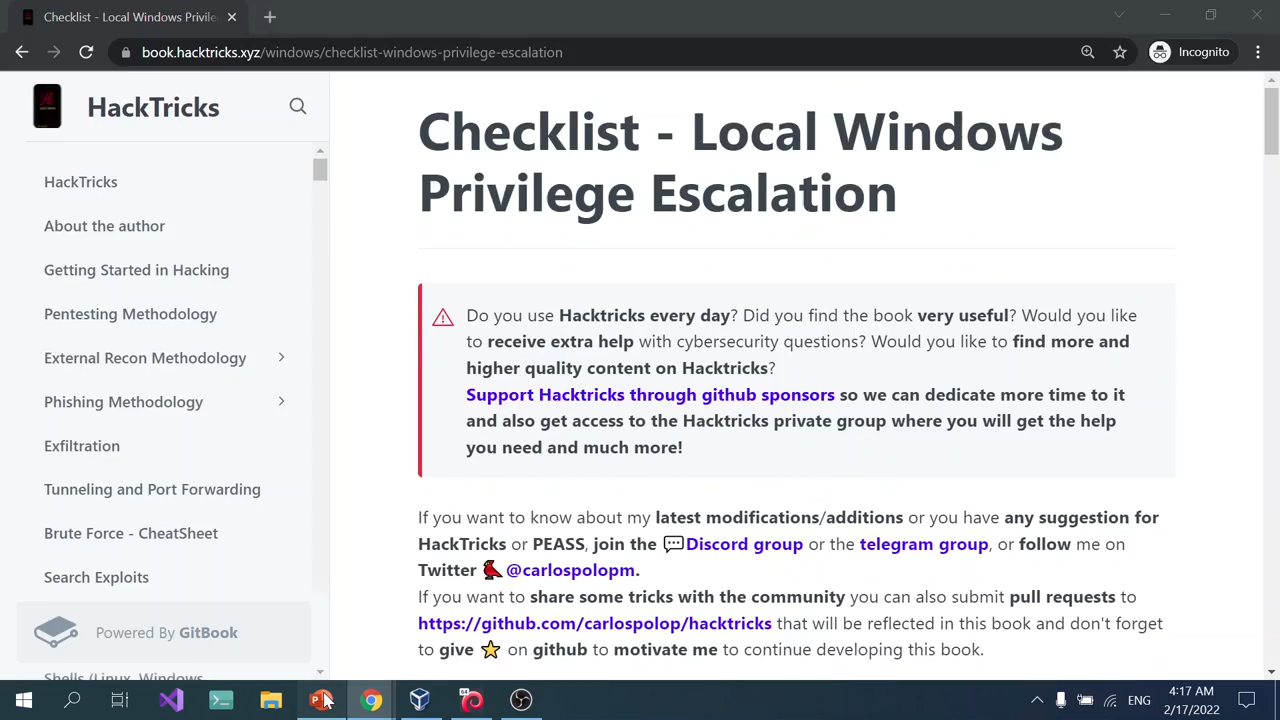 Checklist - Local Windows Privile
book.hacktricks.xyz/windows/checklist-windows-privilege-escalation
Incognito
HackTricks
HackTricks
About the author
Getting Started in Hacking
Pentesting Methodology
External Recon Methodology
Phishing Methodology
Exfiltration
Tunneling and Port Forwarding
Brute Force - CheatSheet
Search Exploits
Powered By GitBook
Shells (Linux, Windows
Checklist - Local Windows
Privilege Escalation
Do you use Hacktricks every day? Did you find the book very useful? Would you like
to receive extra help with cybersecurity questions? Would you like to find more and
higher quality content on Hacktricks?
Support Hacktricks through github sponsors so we can dedicate more time to it
and also get access to the Hacktricks private group where you will get the help
you need and much more!
If you want to know about my latest modifications/additions or you have any suggestion for
HackTricks or PEASS, join the 💬Discord group or the telegram group, or follow me on
Twitter 🐦@carlospolopm.
If you want to share some tricks with the community you can also submit pull requests to
https://github.com/carlospolop/hacktricks that will be reflected in this book and don't forget
to give ⭐ on github to motivate me to continue developing this book.
ENG
4:17 AM
2/17/2022